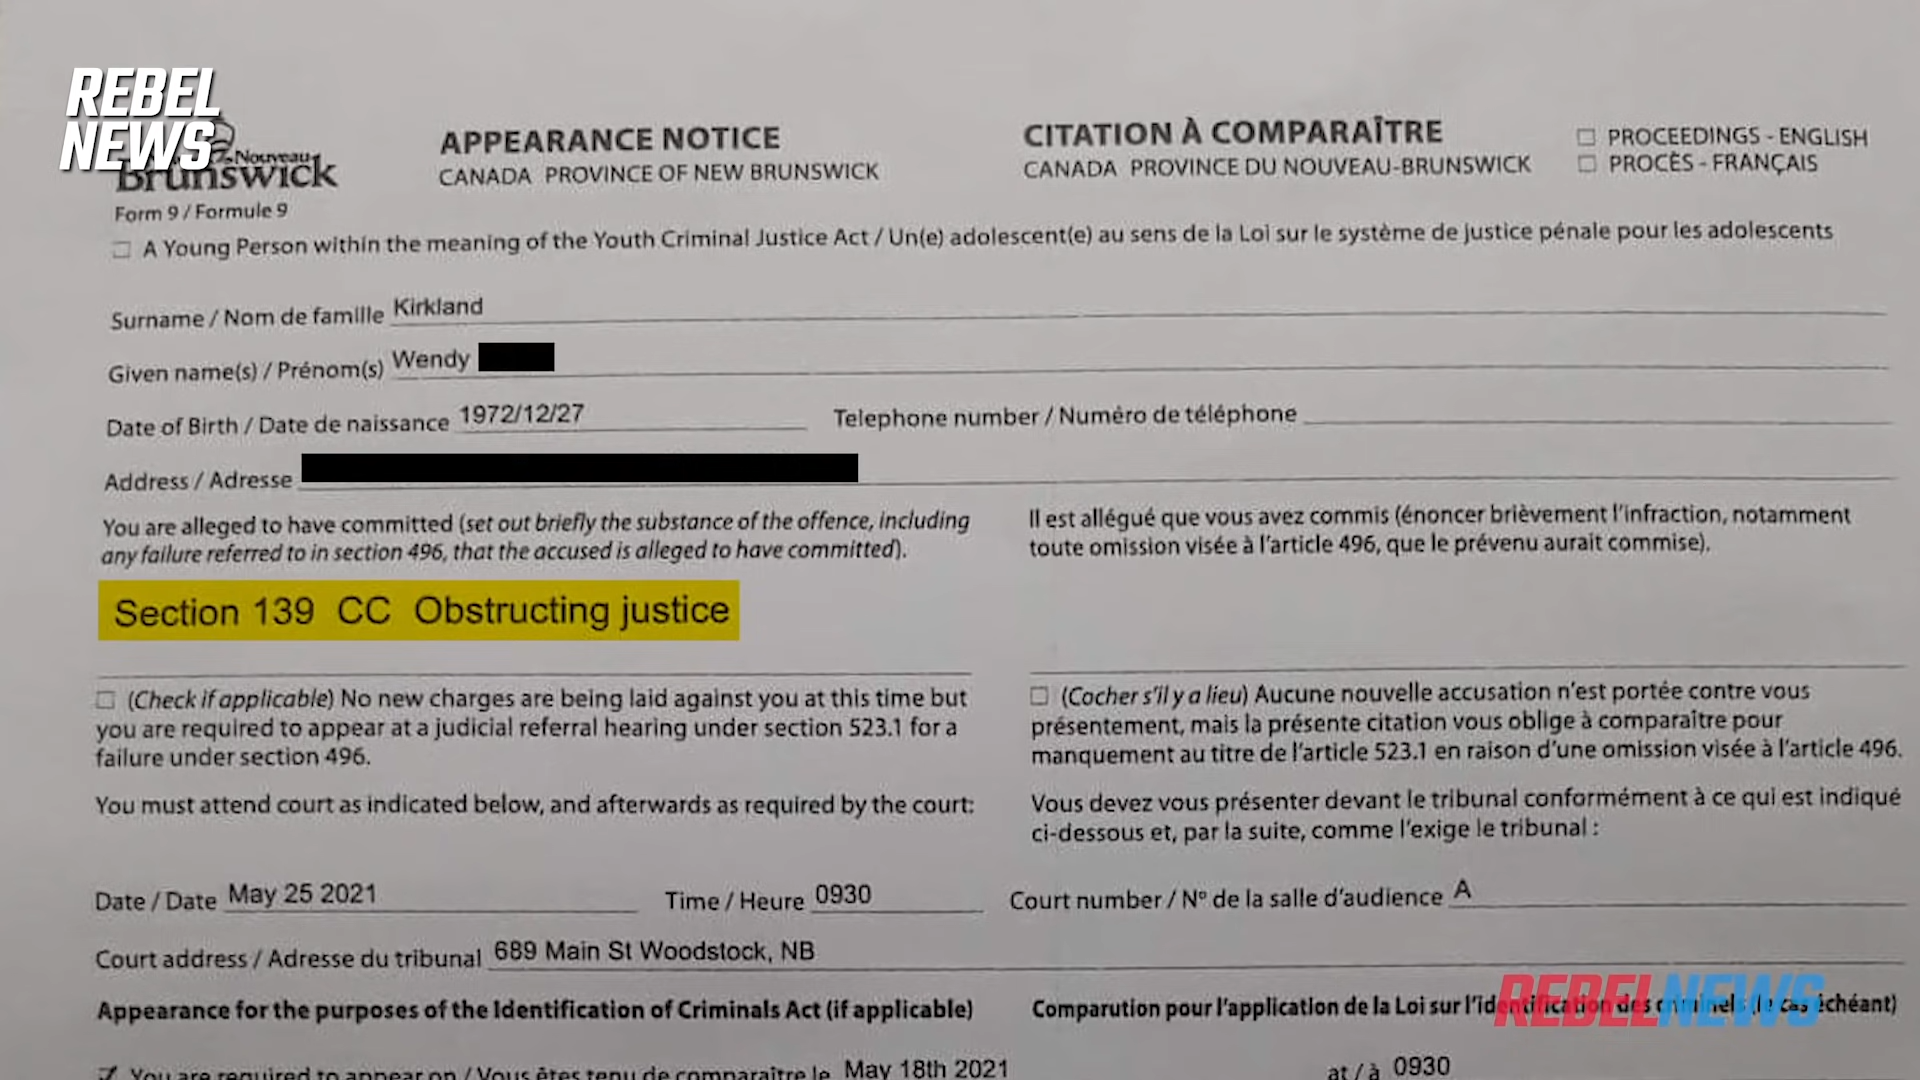 REBEL
NEWS
Nouveau
Brunswick
Form 9 / Formule 9
APPEARANCE NOTICE
CANADA PROVINCE OF NEW BRUNSWICK
CITATION À COMPARAÎTRE
CANADA PROVINCE DU NOUVEAU-BRUNSWICK
☐ PROCEEDINGS - ENGLISH
☐ PROCÈS - FRANÇAIS
☐ A Young Person within the meaning of the Youth Criminal Justice Act / Un(e) adolescent(e) au sens de la Loi sur le système de justice pénale pour les adolescents
Surname / Nom de famille Kirkland
Given name(s) / Prénom(s) Wendy
Date of Birth / Date de naissance 1972/12/27 Telephone number / Numéro de téléphone
Address / Adresse
You are alleged to have committed (set out briefly the substance of the offence, including
any failure referred to in section 496, that the accused is alleged to have committed).
Il est allégué que vous avez commis (énoncer brièvement l'infraction, notamment
toute omission visée à l'article 496, que le prévenu aurait commise).
Section 139 CC Obstructing justice
☐ (Check if applicable) No new charges are being laid against you at this time but
you are required to appear at a judicial referral hearing under section 523.1 for a
failure under section 496.
☐ (Cocher s'il y a lieu) Aucune nouvelle accusation n'est portée contre vous
présentement, mais la présente citation vous oblige à comparaître pour
manquement au titre de l'article 523.1 en raison d'une omission visée à l'article 496.
You must attend court as indicated below, and afterwards as required by the court:
Vous devez vous présenter devant le tribunal conformément à ce qui est indiqué
ci-dessous et, par la suite, comme l'exige le tribunal :
Date / Date May 25 2021 Time / Heure 0930 Court number / Nº de la salle d'audience A
Court address / Adresse du tribunal 689 Main St Woodstock, NB
Appearance for the purposes of the Identification of Criminals Act (if applicable)
Comparution pour l'application de la Loi sur l'identification des criminels (le cas échéant)
REBELNEWS
You are required to appear on / Vous êtes tenu de comparaître le May 18th 2021 at / à 0930